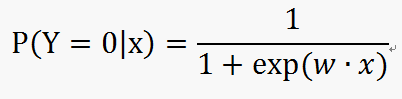 P(Y = 0|x) = 1 / (1 + exp(w · x))